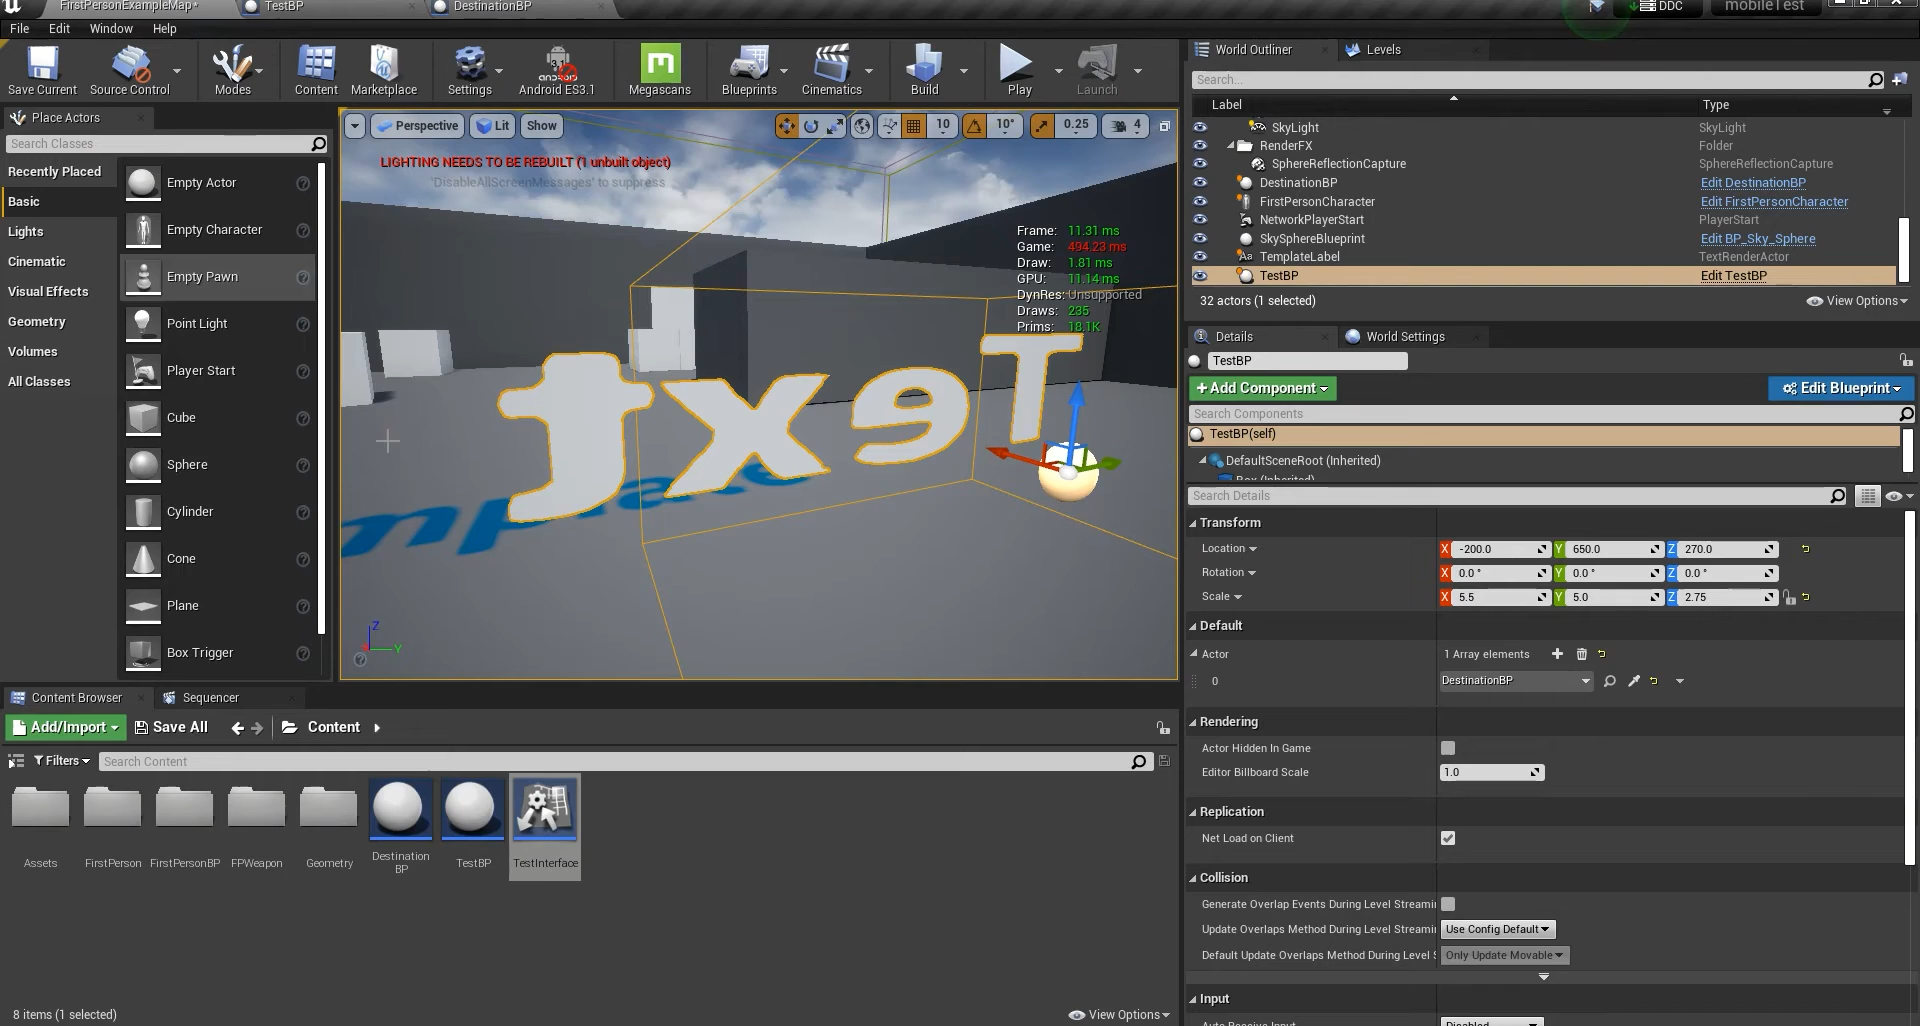 FirstPersonExampleMap*
TestBP
DestinationBP
DDC
mobileTest
File Edit Window Help
Save Current
Source Control
Modes
Content
Marketplace
Settings
Android ES3.1
Megascans
Blueprints
Cinematics
Build
Play
Launch
Place Actors
Search Classes
Recently Placed
Basic
Lights
Cinematic
Visual Effects
Geometry
Volumes
All Classes
Empty Actor
Empty Character
Empty Pawn
Point Light
Player Start
Cube
Sphere
Cylinder
Cone
Plane
Box Trigger
Perspective
Lit
Show
10
10°
0.25
4
LIGHTING NEEDS TO BE REBUILT (1 unbuilt object)
'DisableAllScreenMessages' to suppress
Frame: 11.31 ms
Game: 494.23 ms
Draw: 1.81 ms
GPU: 11.14 ms
DynRes: Unsupported
Draws: 235
Prims: 18.1K
Text
Z
Y
World Outliner
Levels
Search...
Label Type
SkyLight SkyLight
RenderFX Folder
SphereReflectionCapture SphereReflectionCapture
DestinationBP Edit DestinationBP
FirstPersonCharacter Edit FirstPersonCharacter
NetworkPlayerStart PlayerStart
SkySphereBlueprint Edit BP_Sky_Sphere
TemplateLabel TextRenderActor
TestBP Edit TestBP
32 actors (1 selected)
View Options
Details
World Settings
TestBP
+Add Component
Edit Blueprint
Search Components
TestBP(self)
DefaultSceneRoot (Inherited)
Box (Inherited)
Search Details
Transform
Location X -200.0 Y 650.0 Z 270.0
Rotation X 0.0° Y 0.0° Z 0.0°
Scale X 5.5 Y 5.0 Z 2.75
Default
Actor 1 Array elements
0 DestinationBP
Rendering
Actor Hidden In Game
Editor Billboard Scale 1.0
Replication
Net Load on Client
Collision
Generate Overlap Events During Level Streami
Update Overlaps Method During Level Streami Use Config Default
Default Update Overlaps Method During Level S Only Update Movable
Input
Auto Receive Input Disabled
Content Browser
Sequencer
Add/Import
Save All
Content
Filters
Search Content
Assets
FirstPerson
FirstPersonBP
FPWeapon
Geometry
Destination
BP
TestBP
TestInterface
8 items (1 selected)
View Options